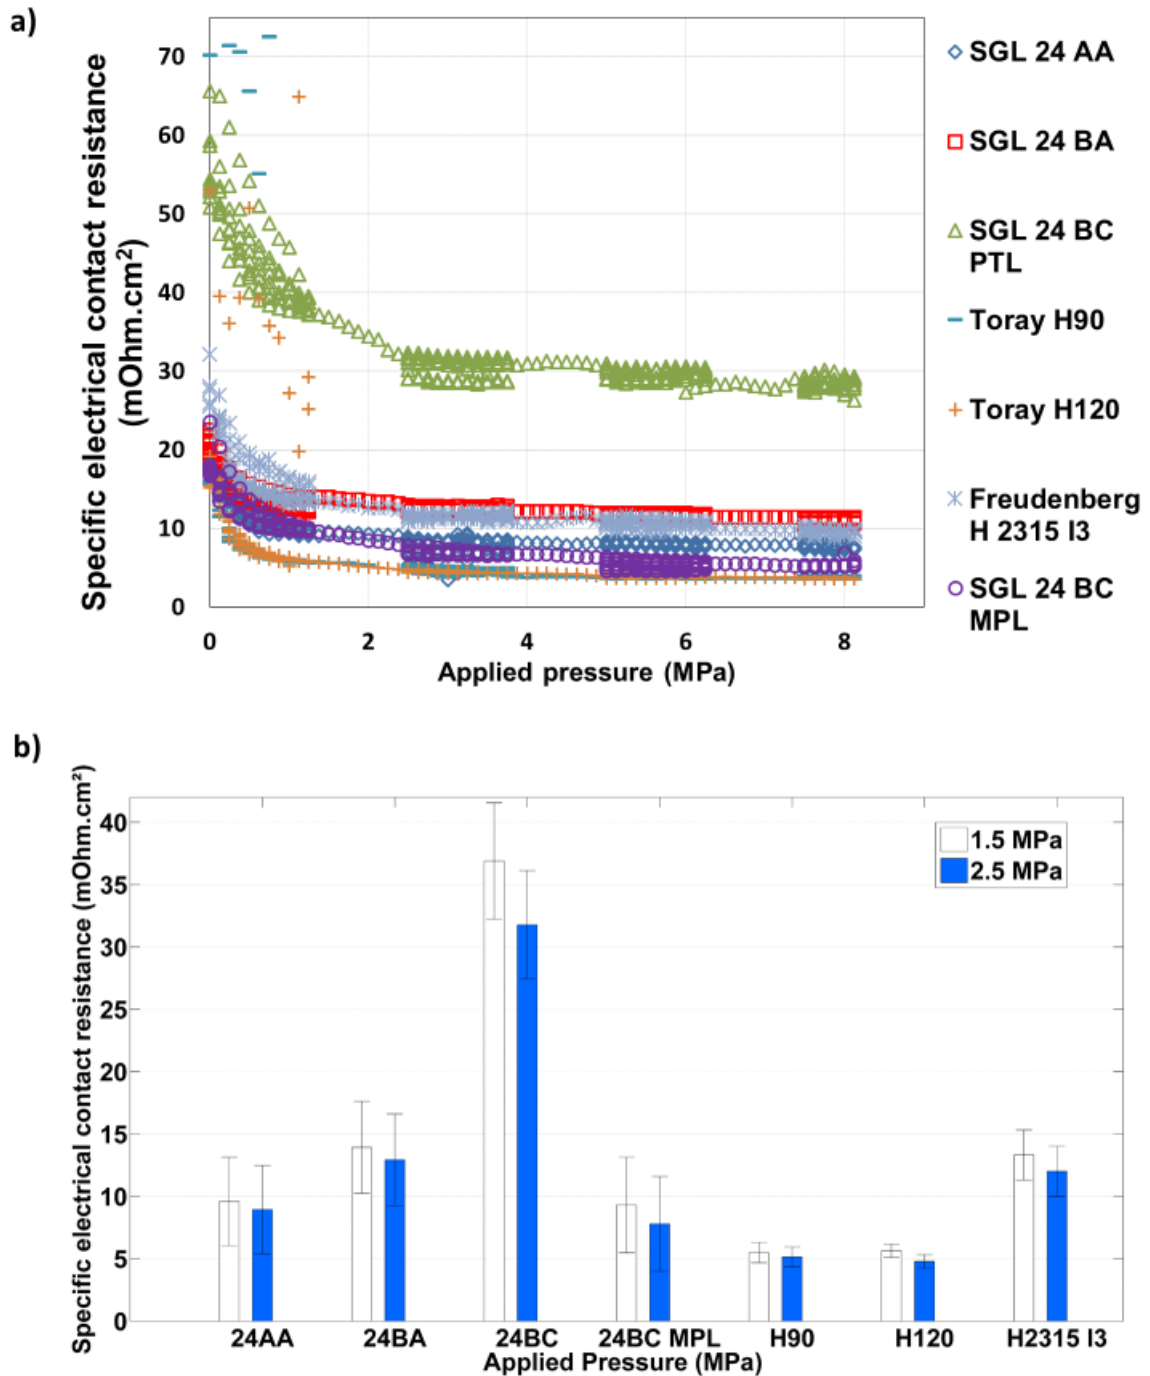 a)
Specific electrical contact resistance
(mOhm.cm²)
70
60
50
40
30
20
10
0
0 2 4 6 8
Applied pressure (MPa)
SGL 24 AA
SGL 24 BA
SGL 24 BC
PTL
Toray H90
Toray H120
Freudenberg
H 2315 I3
SGL 24 BC
MPL
b)
Specific electrical contact resistance (mOhm.cm²)
40
35
30
25
20
15
10
5
0
1.5 MPa
2.5 MPa
24AA 24BA 24BC 24BC MPL H90 H120 H2315 I3
Applied Pressure (MPa)